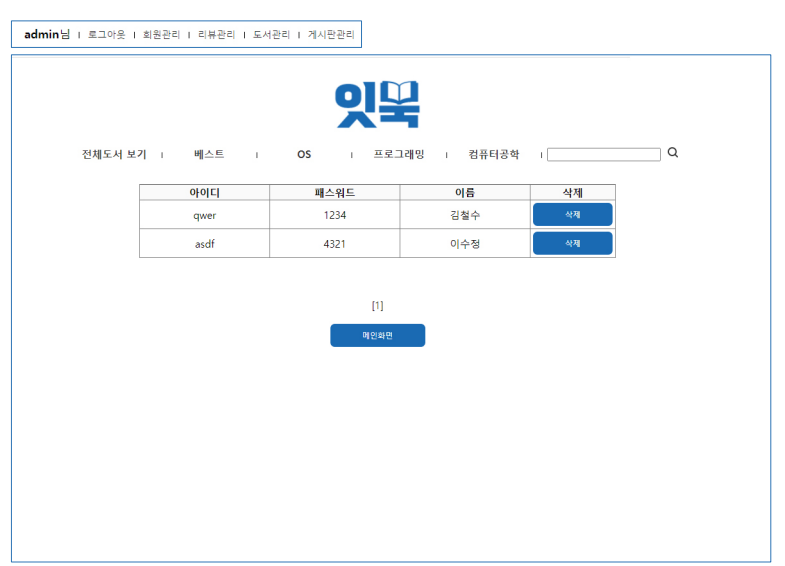 admin님 | 로그아웃 | 회원관리 | 리뷰관리 | 도서관리 | 게시판관리
잇북
전체도서 보기 | 베스트 | OS | 프로그래밍 | 컴퓨터공학 |
아이디 패스워드 이름 삭제
qwer 1234 김철수 삭제
asdf 4321 이수정 삭제
[1]
메인화면